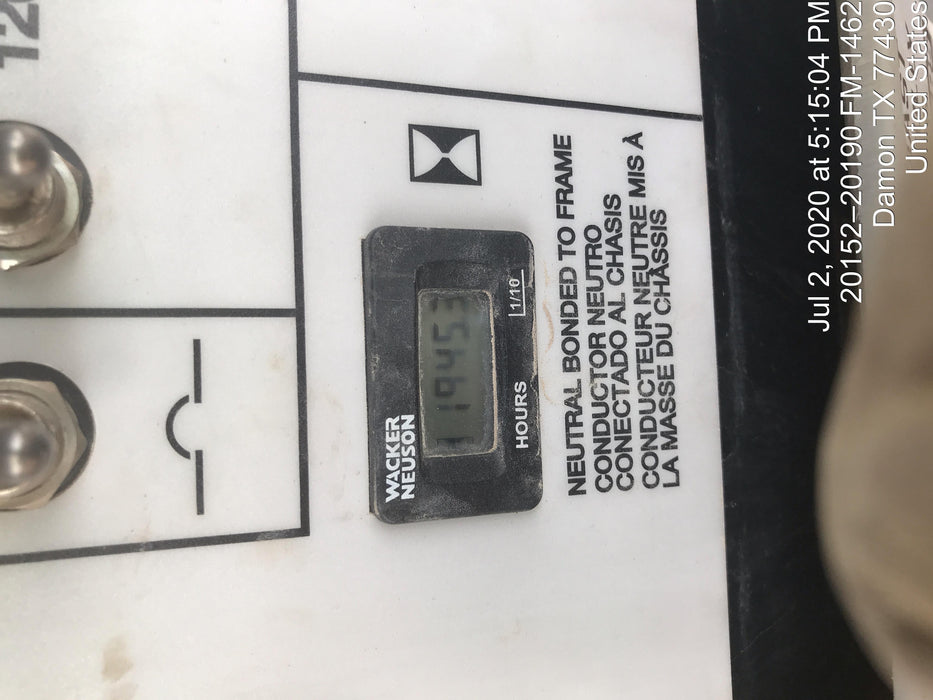 WACKER
NEUSON
19453
HOURS 1/10
NEUTRAL BONDED TO FRAME
CONDUCTOR NEUTRO
CONECTADO AL CHASIS
CONDUCTEUR NEUTRE MIS À
LA MASSE DU CHÂSSIS
Jul 2, 2020 at 5:15:04 PM
20152–20190 FM-1462
Damon TX 77430
United States